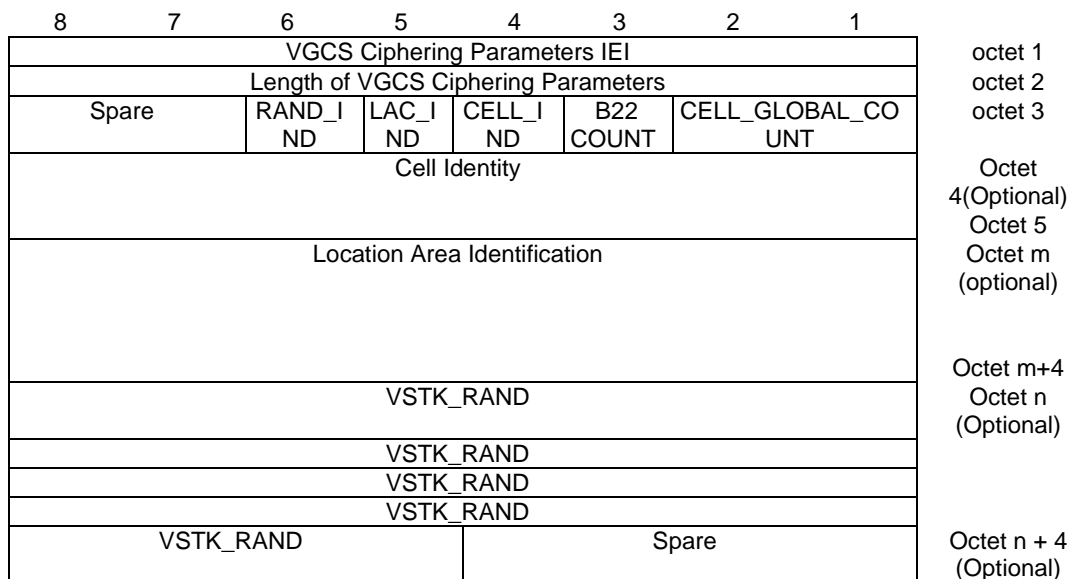 8 7 6 5 4 3 2 1
VGCS Ciphering Parameters IEI octet 1
Length of VGCS Ciphering Parameters octet 2
Spare RAND_I LAC_I CELL_I B22 CELL_GLOBAL_CO octet 3
ND ND ND COUNT UNT
Cell Identity Octet
4(Optional)
Octet 5
Location Area Identification Octet m
(optional)
Octet m+4
VSTK_RAND Octet n
(Optional)
VSTK_RAND
VSTK_RAND
VSTK_RAND
VSTK_RAND Spare Octet n + 4
(Optional)